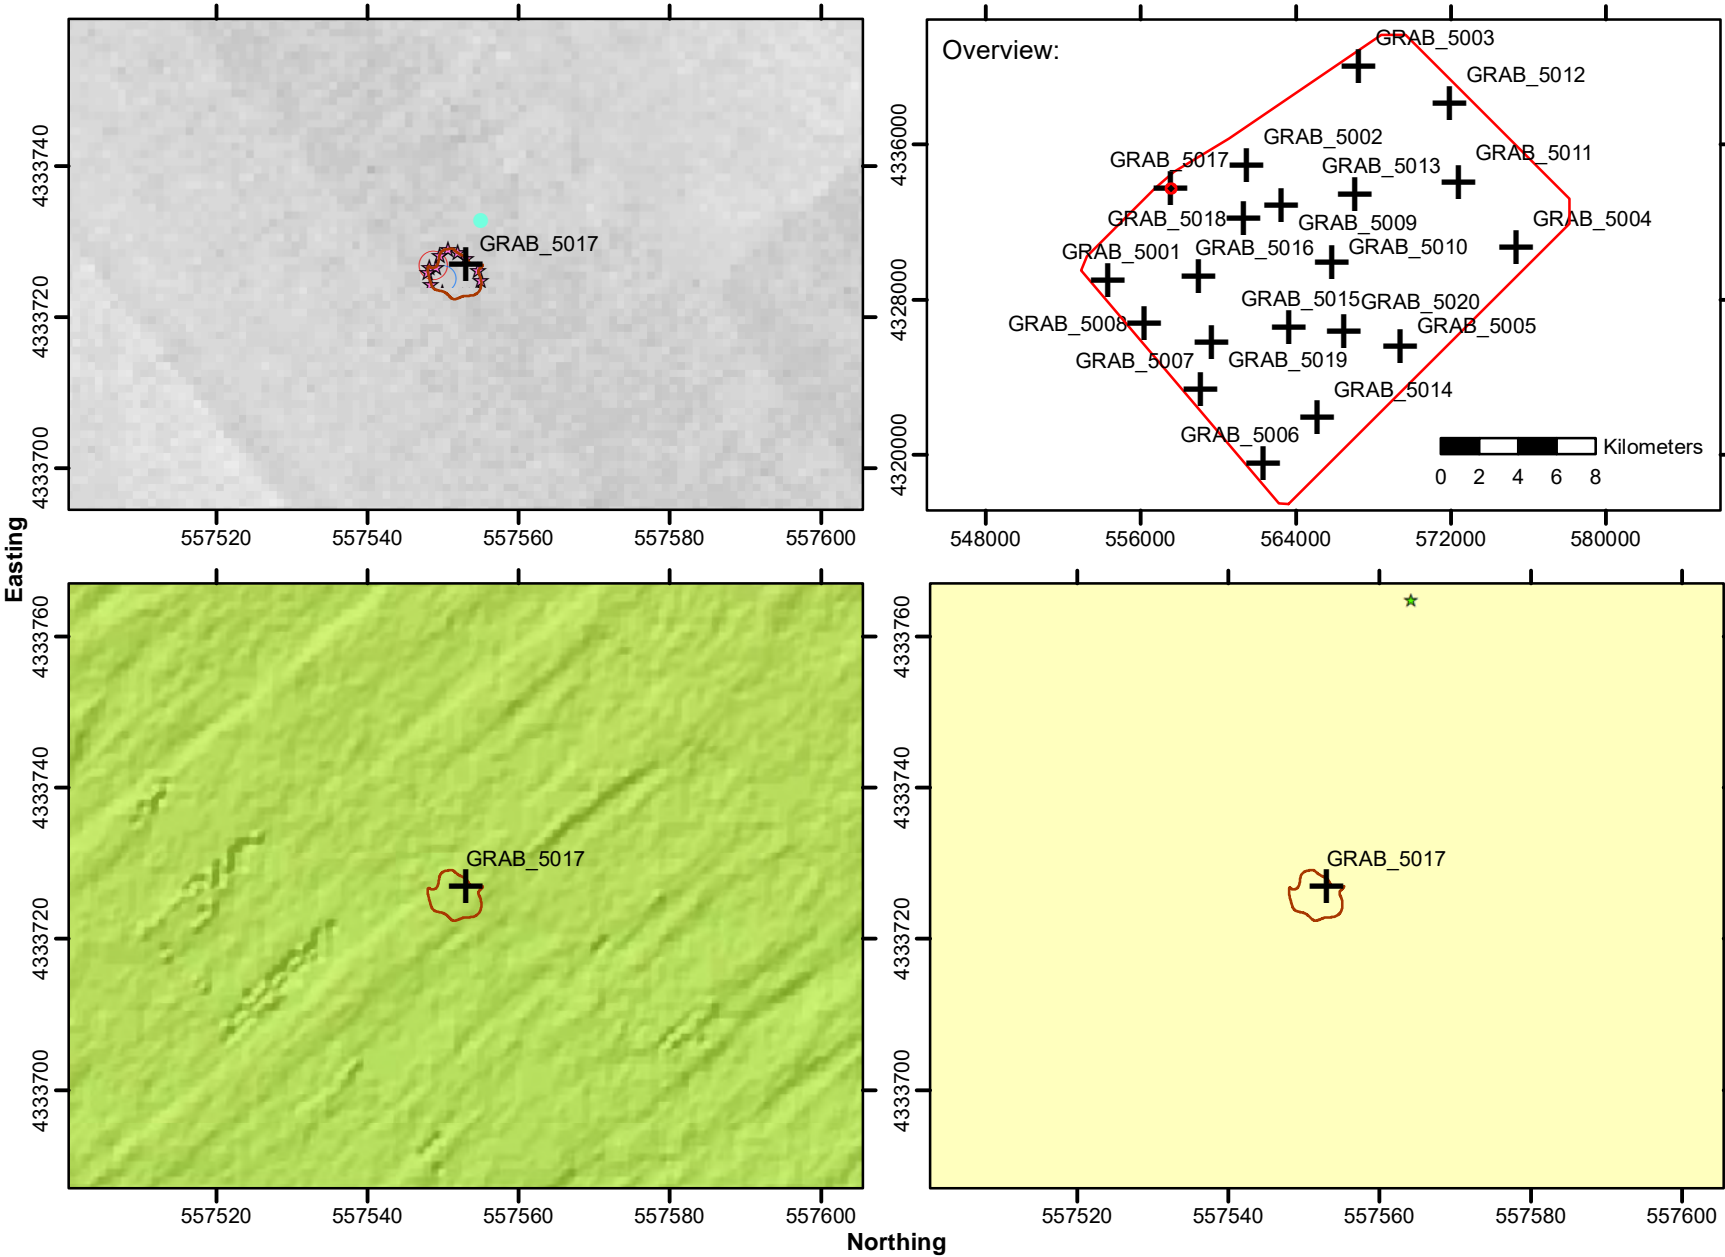 4333740
4333720
4333700
GRAB_5017
557520
557540
557560
557580
557600
Overview:
GRAB_5003
GRAB_5012
GRAB_5002
GRAB_5011
GRAB_5017
GRAB_5013
GRAB_5018
GRAB_5009
GRAB_5004
GRAB_5001
GRAB_5016
GRAB_5010
GRAB_5015
GRAB_5020
GRAB_5008
GRAB_5005
GRAB_5007
GRAB_5019
GRAB_5014
GRAB_5006
Kilometers
0 2 4 6 8
4336000
4328000
4320000
548000
556000
564000
572000
580000
Easting
4333760
4333740
4333720
4333700
GRAB_5017
557520
557540
557560
557580
557600
4333760
4333740
4333720
4333700
GRAB_5017
557520
557540
557560
557580
557600
Northing